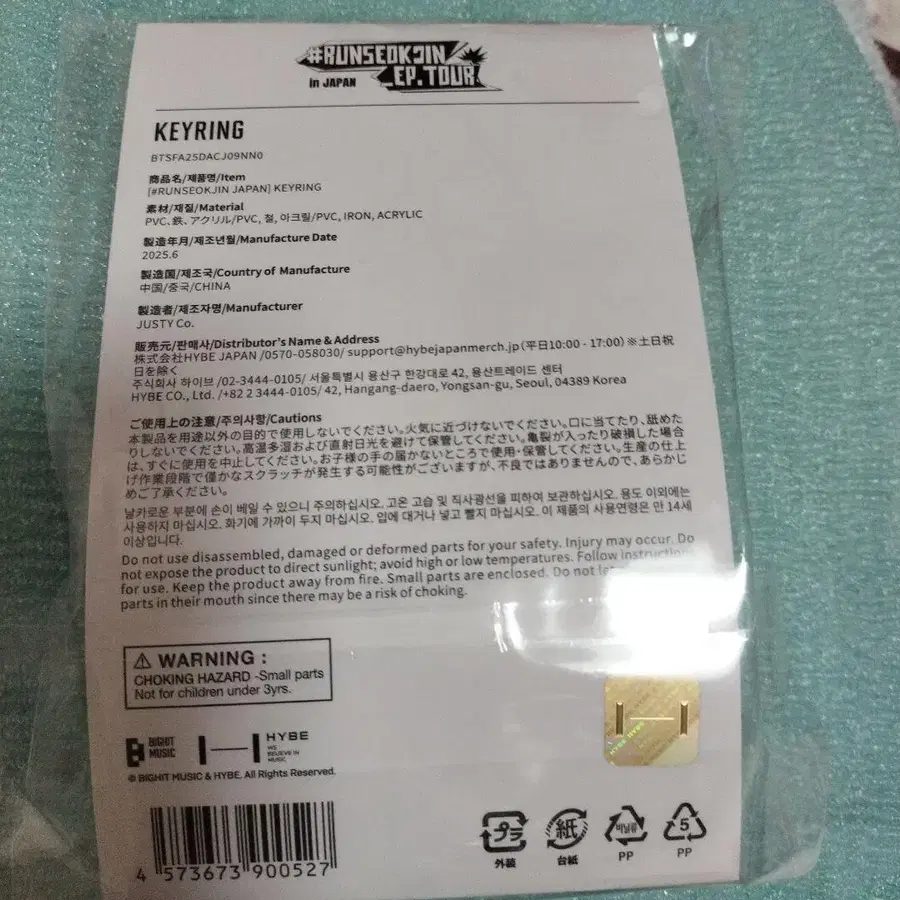 #RUNSEOKJIN
_EP.TOUR
in JAPAN
KEYRING
BTSFA25DACJ09NN0
商品名/제품명/Item
[#RUNSEOKJIN JAPAN] KEYRING
素材/재질/Material
PVC、鉄、アクリル/PVC, 철, 아크릴/PVC, IRON, ACRYLIC
製造年月/제조년월/Manufacture Date
2025.6
製造国/제조국/Country of Manufacture
中国/중국/CHINA
製造者/제조자명/Manufacturer
JUSTY Co.
販売元/판매사/Distributor's Name & Address
株式会社HYBE JAPAN /0570-058030/ support@hybejapanmerch.jp(平日10:00 - 17:00)※土日祝
日を除く
주식회사 하이브 /02-3444-0105/ 서울특별시 용산구 한강대로 42, 용산트레이드 센터
HYBE CO., Ltd. /+82 2 3444-0105/ 42, Hangang-daero, Yongsan-gu, Seoul, 04389 Korea
ご使用上の注意/주의사항/Cautions
本製品を用途以外の目的で使用しないでください。火気に近づけないでください。口に当てたり、舐めた
りしないでください。高温多湿および直射日光を避けて保管してください。亀裂が入ったり破損した場合
は、すぐに使用を中止してください。お子様の手の届かないところで使用・保管してください。生産の仕上
げ作業段階で僅かなスクラッチが発生する可能性がございますが、不良ではありませんので、あらかじ
めご了承ください。
날카로운 부분에 손이 베일 수 있으니 주의하십시오. 고온 고습 및 직사광선을 피하여 보관하십시오. 용도 이외에는
사용하지 마십시오. 화기에 가까이 두지 마십시오. 입에 대거나 넣고 빨지 마십시오. 이 제품의 사용연령은 만 14세
이상입니다.
Do not use disassembled, damaged or deformed parts for your safety. Injury may occur. Do
not expose the product to direct sunlight; avoid high or low temperatures. Follow
for use. Keep the product away from fire. Small parts are enclosed. Do not let
parts in their mouth since there may be a risk of choking.
⚠ WARNING :
CHOKING HAZARD -Small parts
Not for children under 3yrs.
BIGHIT
MUSIC
HYBE
WE
BELIEVE IN
MUSIC
© BIGHIT MUSIC & HYBE. All Rights Reserved.
HYBE HYBE
4 573673 900527
プラ
外装
紙
台紙
비닐류
PP
5
PP